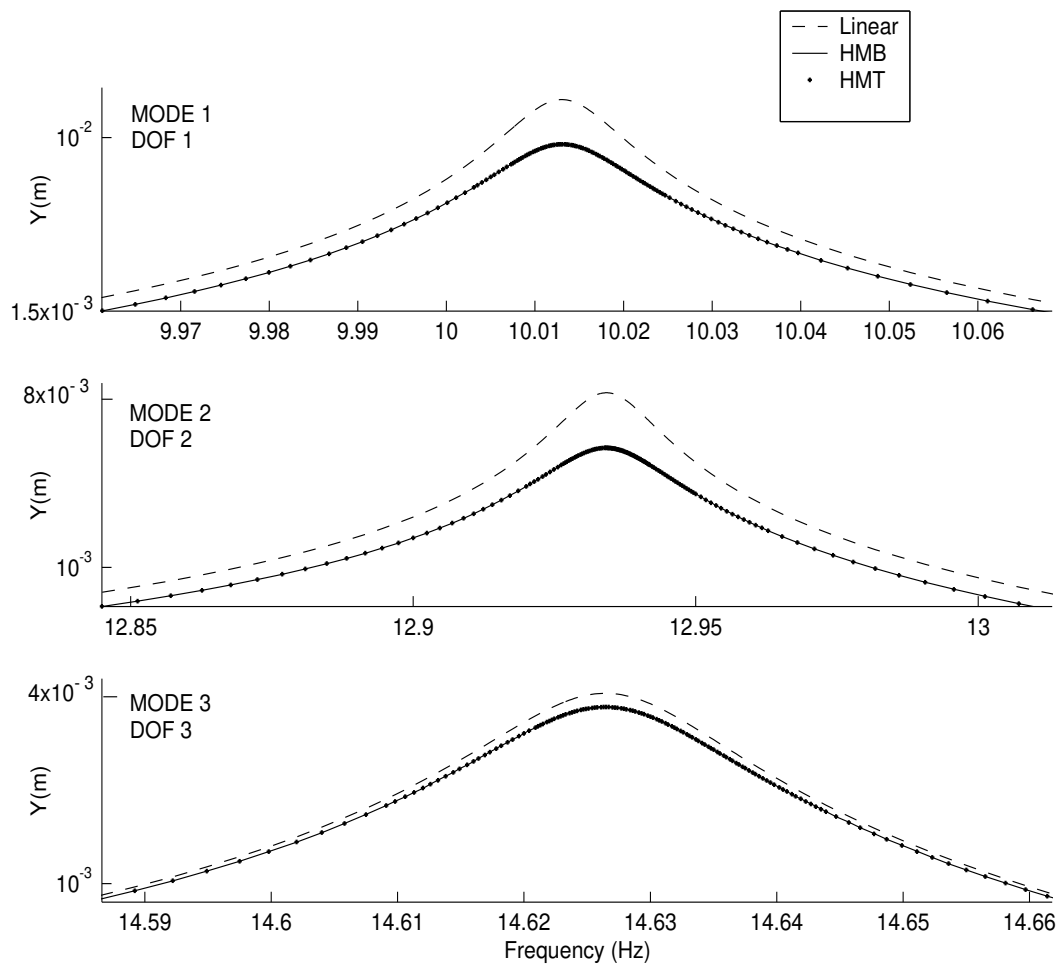 Linear
HMB
HMT
MODE 1
DOF 1
10-2
Y(m)
1.5x10-3
9.97 9.98 9.99 10 10.01 10.02 10.03 10.04 10.05 10.06
8x10-3
MODE 2
DOF 2
Y(m)
10-3
12.85 12.9 12.95 13
4x10-3
MODE 3
DOF 3
Y(m)
10-3
14.59 14.6 14.61 14.62 14.63 14.64 14.65 14.66
Frequency (Hz)